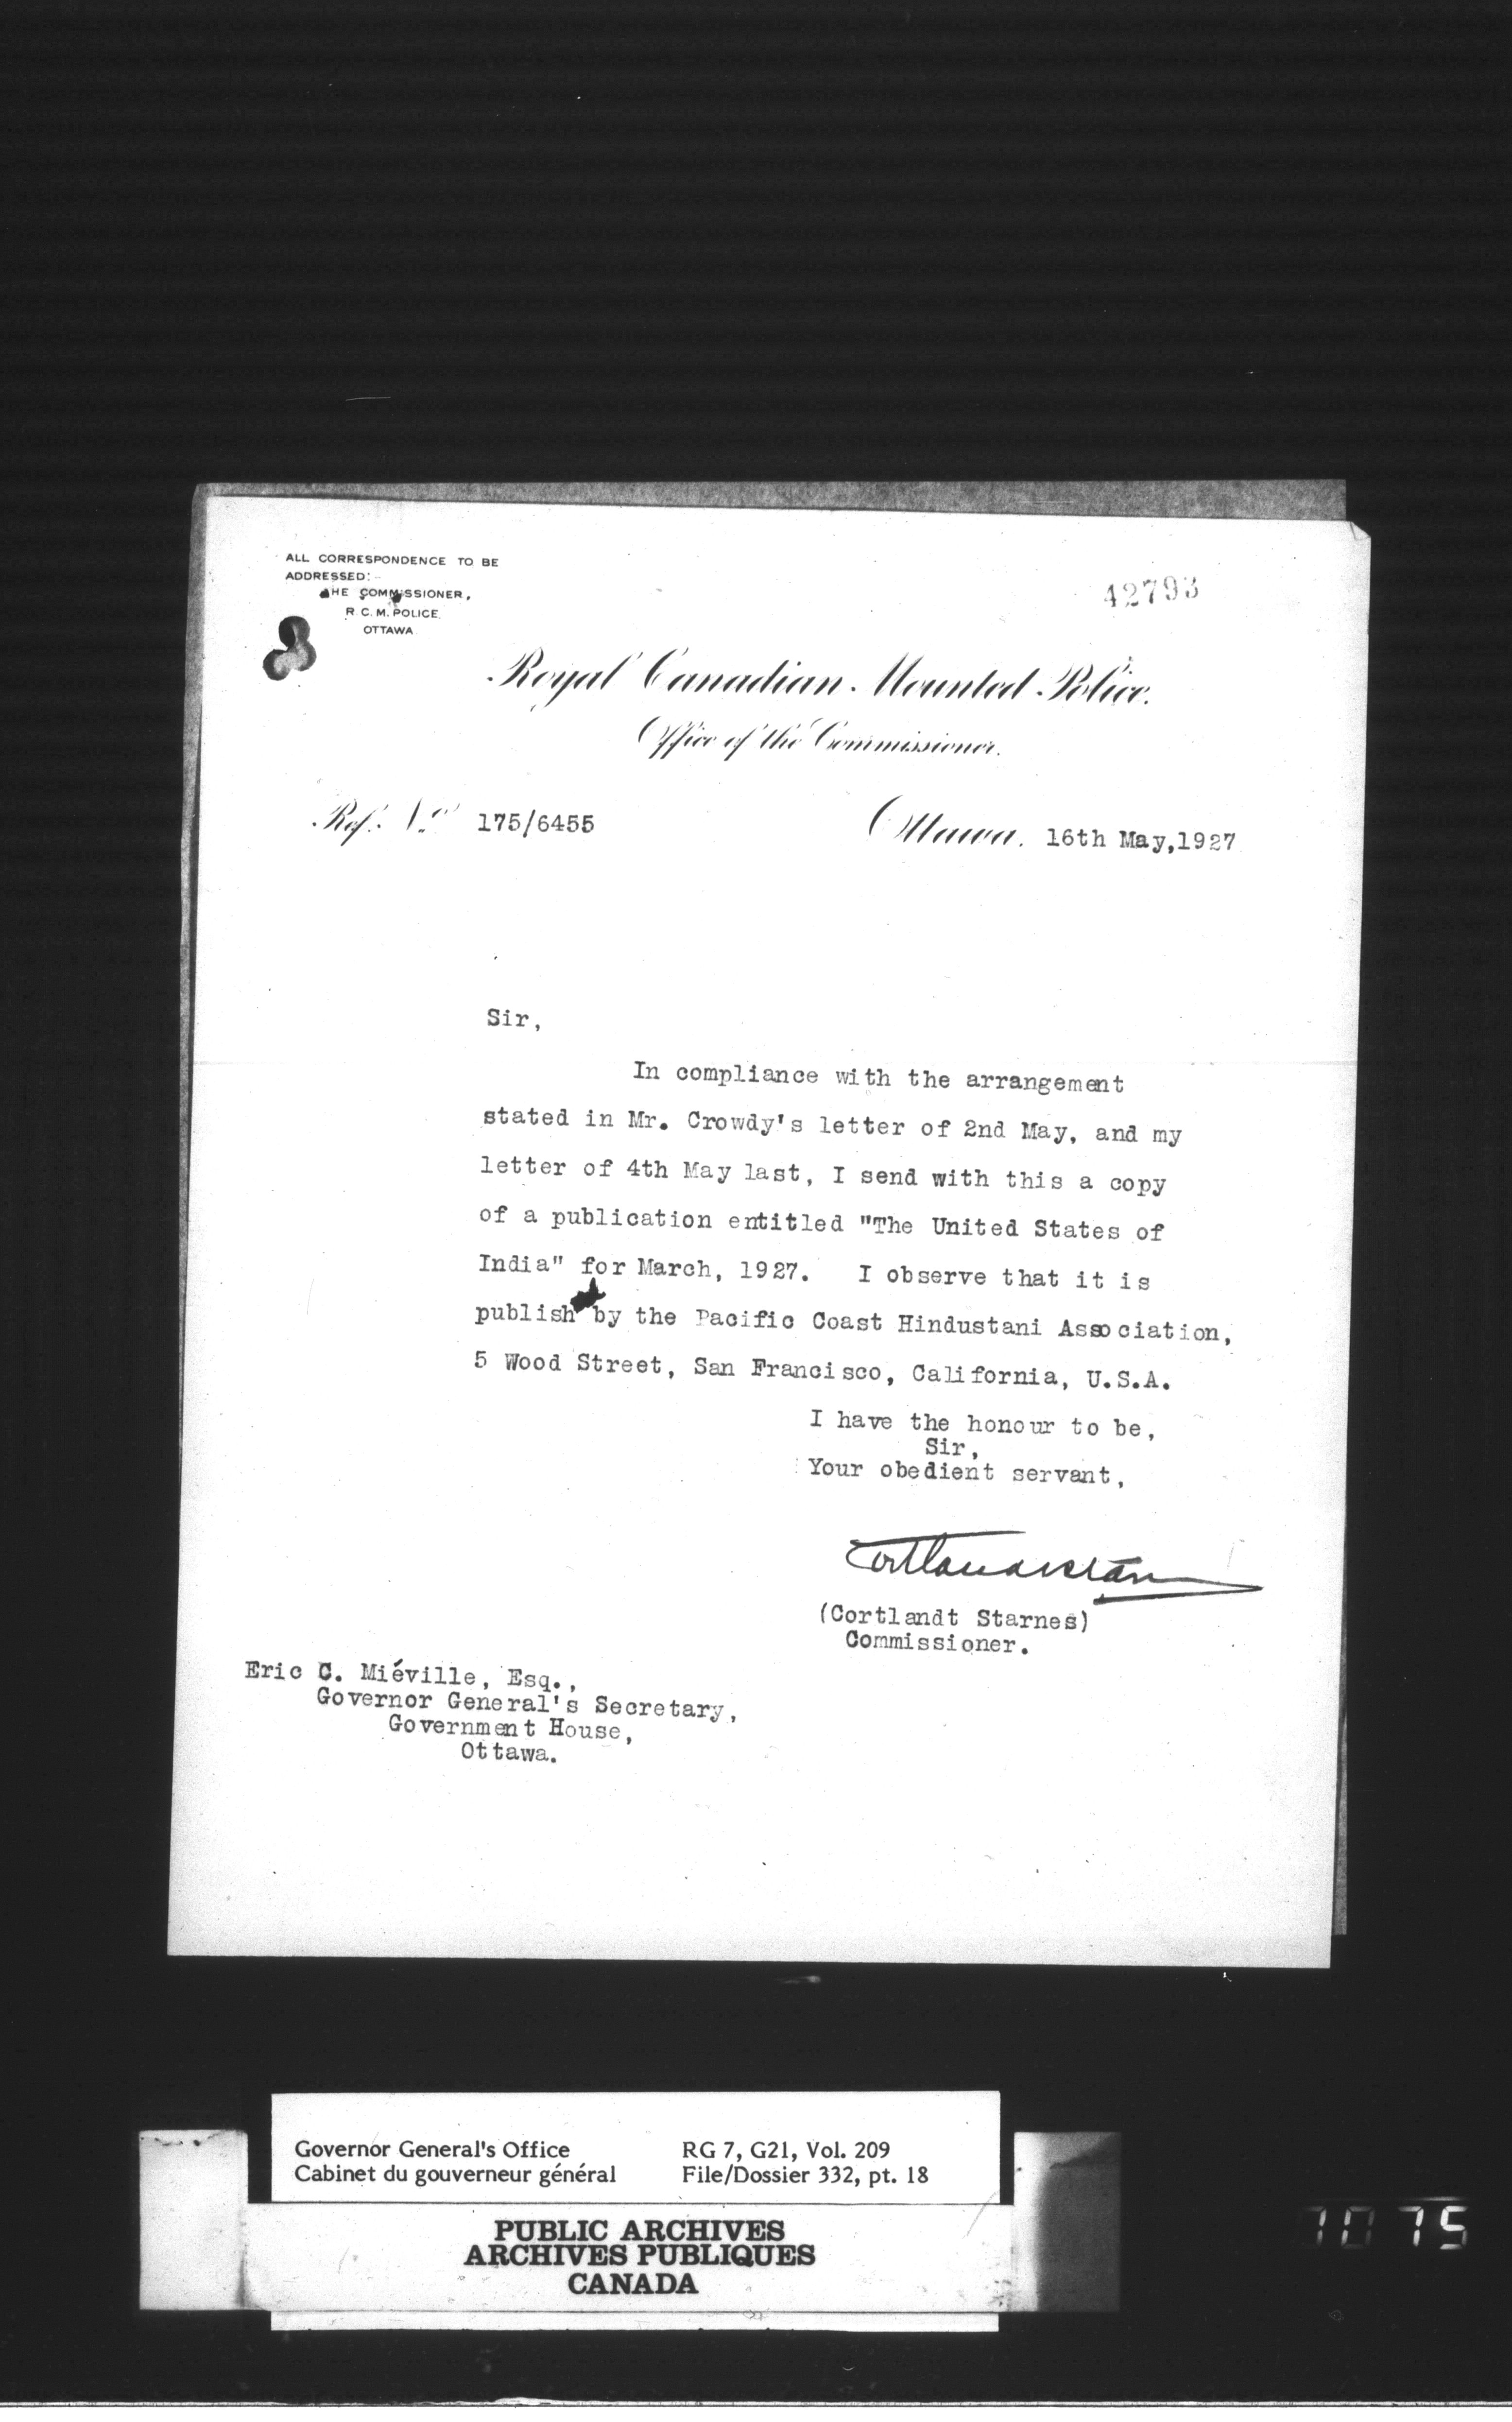 ALL CORRESPONDENCE TO BE
ADDRESSED:-
THE COMMISSIONER,
R.C.M. POLICE.
OTTAWA.
42793
Royal Canadian Mounted Police.
Office of the Commissioner.
Ref. No. 175/6455
Ottawa. 16th May,1927
Sir,
In compliance with the arrangement
stated in Mr. Crowdy's letter of 2nd May, and my
letter of 4th May last, I send with this a copy
of a publication entitled "The United States of
India" for March, 1927. I observe that it is
publish by the Pacific Coast Hindustani Association,
5 Wood Street, San Francisco, California, U.S.A.
I have the honour to be,
Sir,
Your obedient servant,
Cortlandt Starnes
(Cortlandt Starnes)
Commissioner.
Eric C. Miéville, Esq.,
Governor General's Secretary,
Government House,
Ottawa.
Governor General's Office RG 7, G21, Vol. 209
Cabinet du gouverneur général File/Dossier 332, pt. 18
PUBLIC ARCHIVES
ARCHIVES PUBLIQUES
CANADA
1075